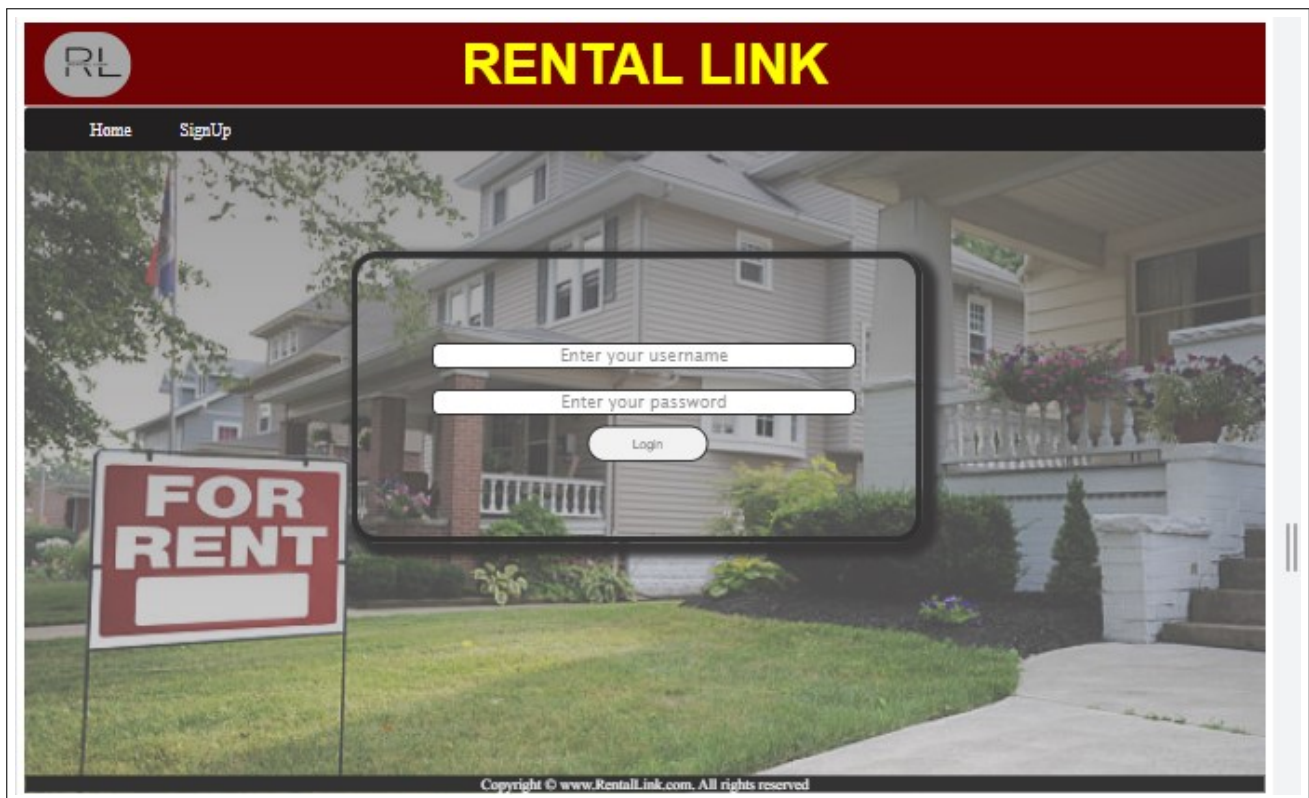 RL
RENTAL LINK
Home SignUp
Enter your username
Enter your password
Login
FOR
RENT
Copyright © www.RentalLink.com. All rights reserved